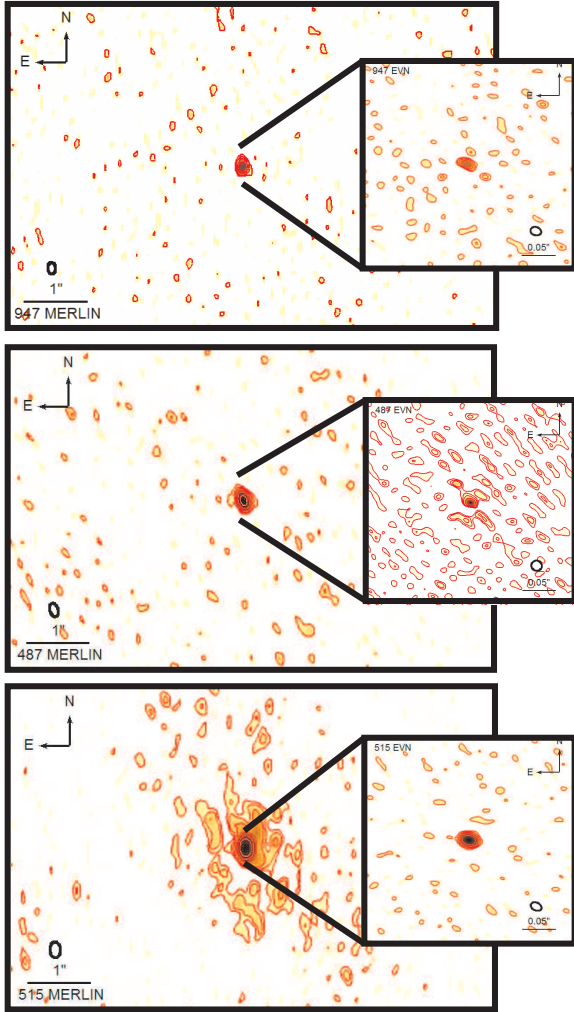 N
E
947 EVN
N
E
0.05"
1"
947 MERLIN
N
E
487 EVN
N
E
0.05"
1"
487 MERLIN
N
E
515 EVN
N
E
0.05"
1"
515 MERLIN